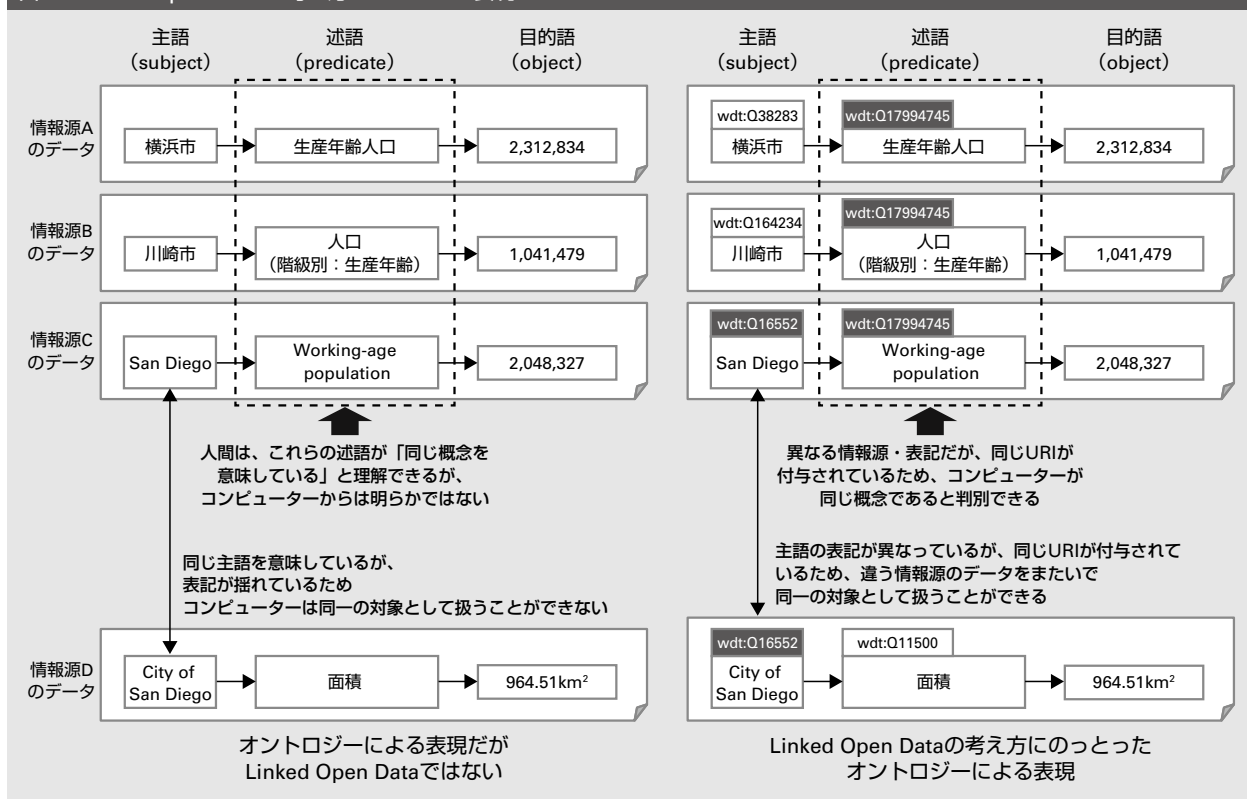 主語
(subject)
述語
(predicate)
目的語
(object)
情報源A
のデータ
横浜市
生産年齢人口
2,312,834
情報源B
のデータ
川崎市
人口
(階級別：生産年齢)
1,041,479
情報源C
のデータ
San Diego
Working-age
population
2,048,327
人間は、これらの述語が「同じ概念を
意味している」と理解できるが、
コンピューターからは明らかではない
同じ主語を意味しているが、
表記が揺れているため
コンピューターは同一の対象として扱うことができない
情報源D
のデータ
City of
San Diego
面積
964.51km²
オントロジーによる表現だが
Linked Open Dataではない
主語
(subject)
述語
(predicate)
目的語
(object)
wdt:Q38283
横浜市
wdt:Q17994745
生産年齢人口
2,312,834
wdt:Q164234
川崎市
wdt:Q17994745
人口
(階級別：生産年齢)
1,041,479
wdt:Q16552
San Diego
wdt:Q17994745
Working-age
population
2,048,327
異なる情報源・表記だが、同じURIが
付与されているため、コンピューターが
同じ概念であると判別できる
主語の表記が異なっているが、同じURIが付与されて
いるため、違う情報源のデータをまたいで
同一の対象として扱うことができる
wdt:Q16552
City of
San Diego
wdt:Q11500
面積
964.51km²
Linked Open Dataの考え方にのっとった
オントロジーによる表現